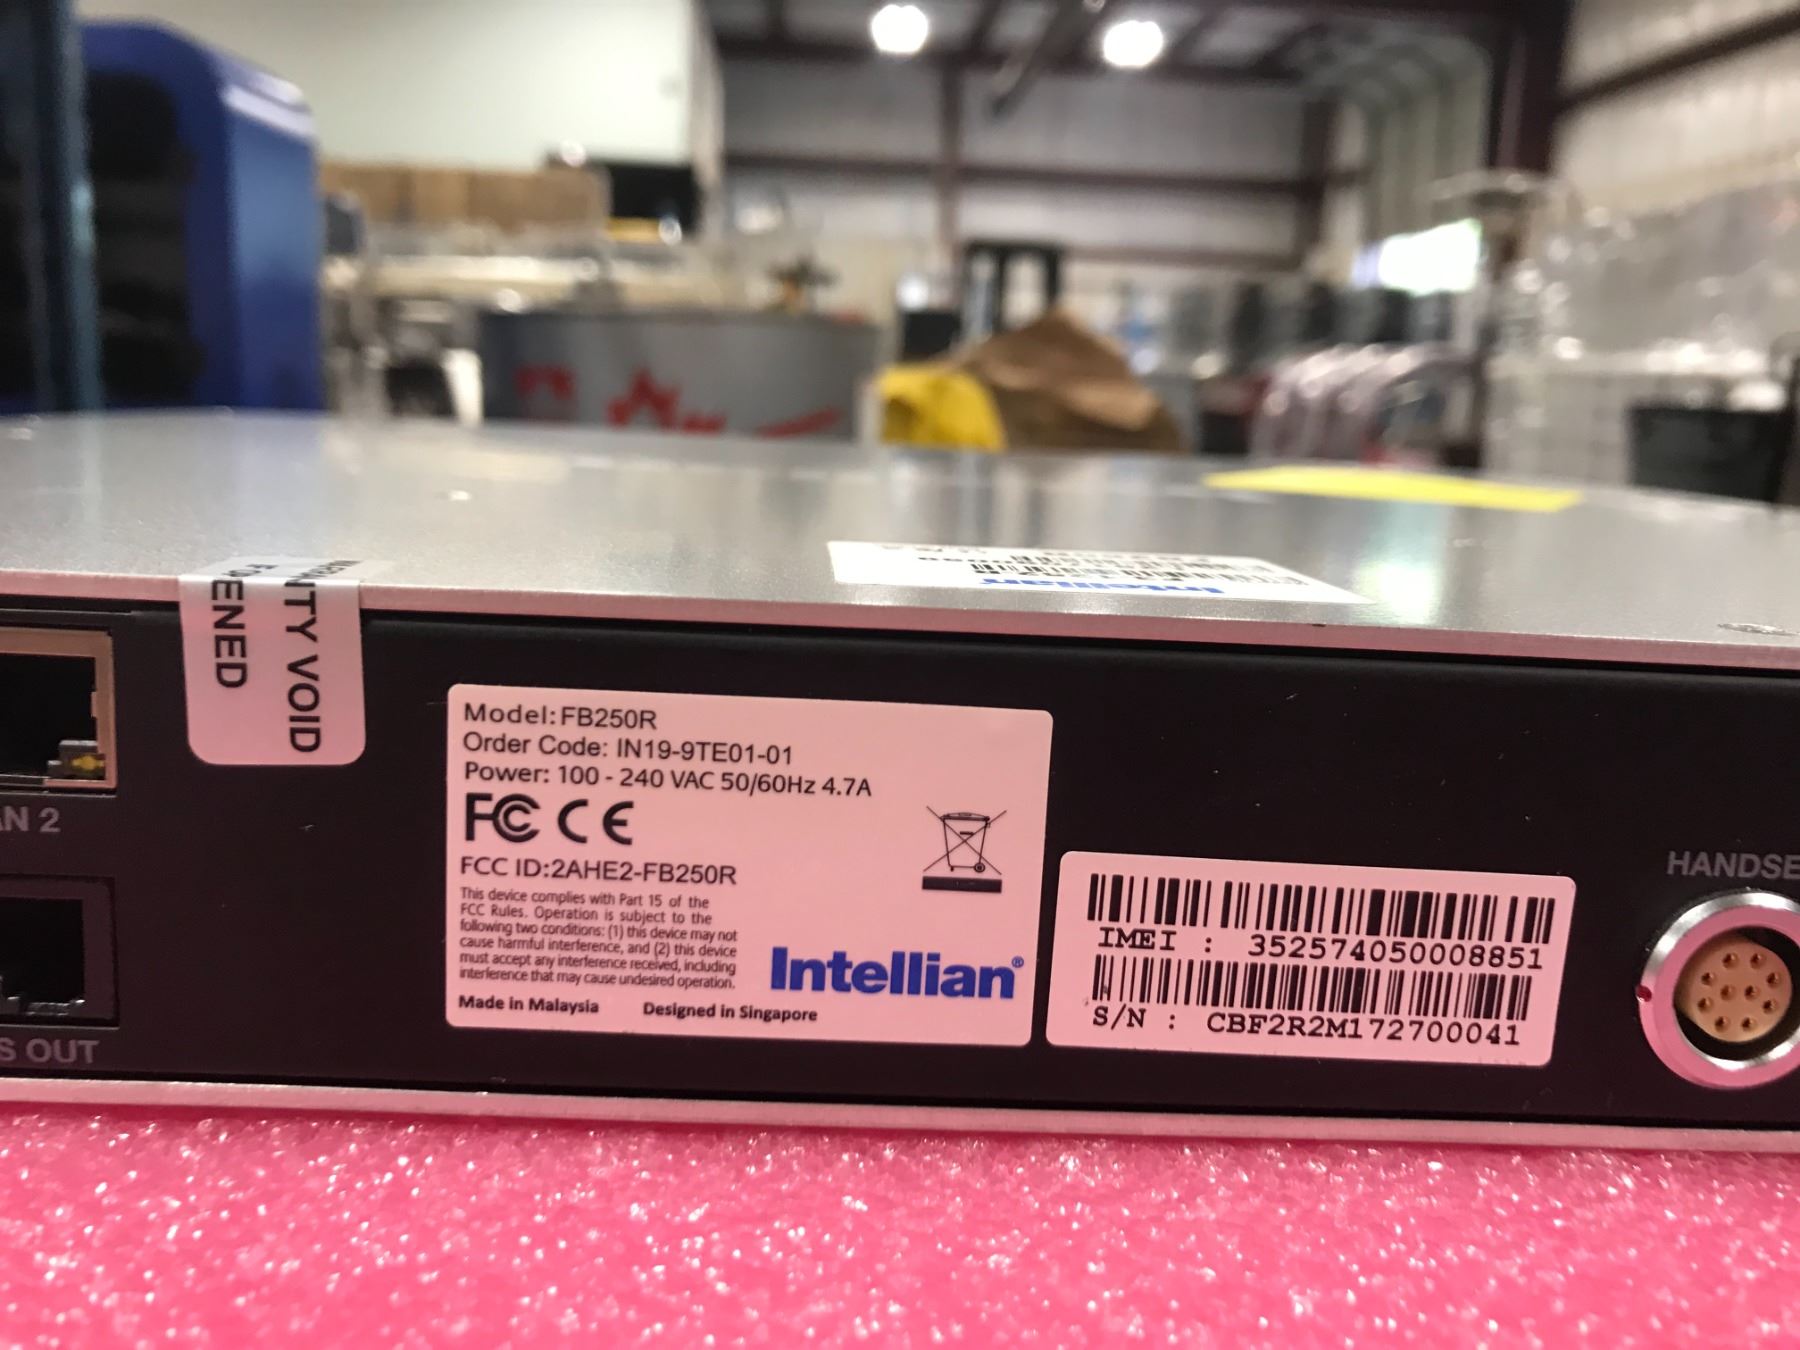 NTY VOID
ENED
AN 2
S OUT
Model: FB250R
Order Code: IN19-9TE01-01
Power: 100 - 240 VAC 50/60Hz 4.7A
FC CE
FCC ID:2AHE2-FB250R
This device complies with Part 15 of the
FCC Rules. Operation is subject to the
following two conditions: (1) this device may not
cause harmful interference, and (2) this device
must accept any interference received, including
interference that may cause undesired operation.
Made in Malaysia Designed in Singapore
Intellian®
IMEI : 352574050008851
S/N : CBF2R2M172700041
HANDSE
Intellian